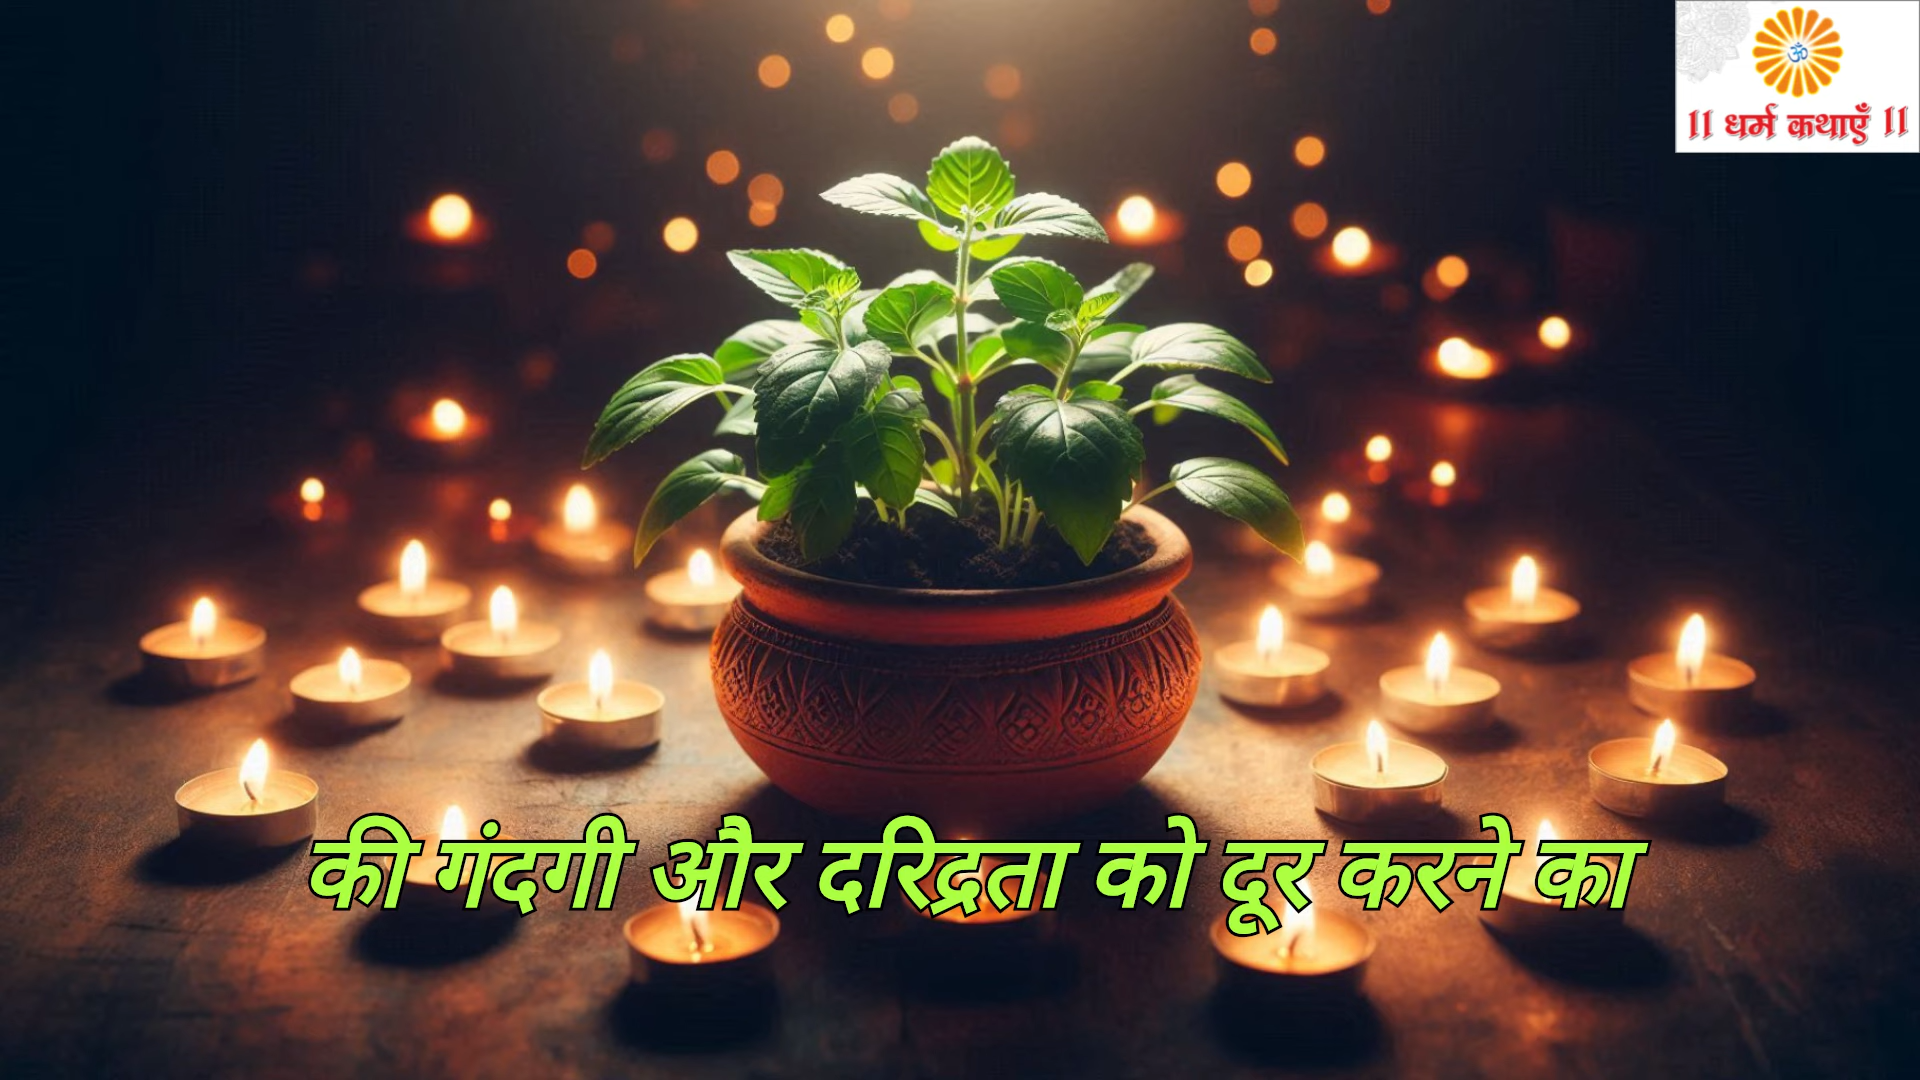 ॐ
॥ धर्म कथाएँ ॥
की गंदगी और दरिद्रता को दूर करने का